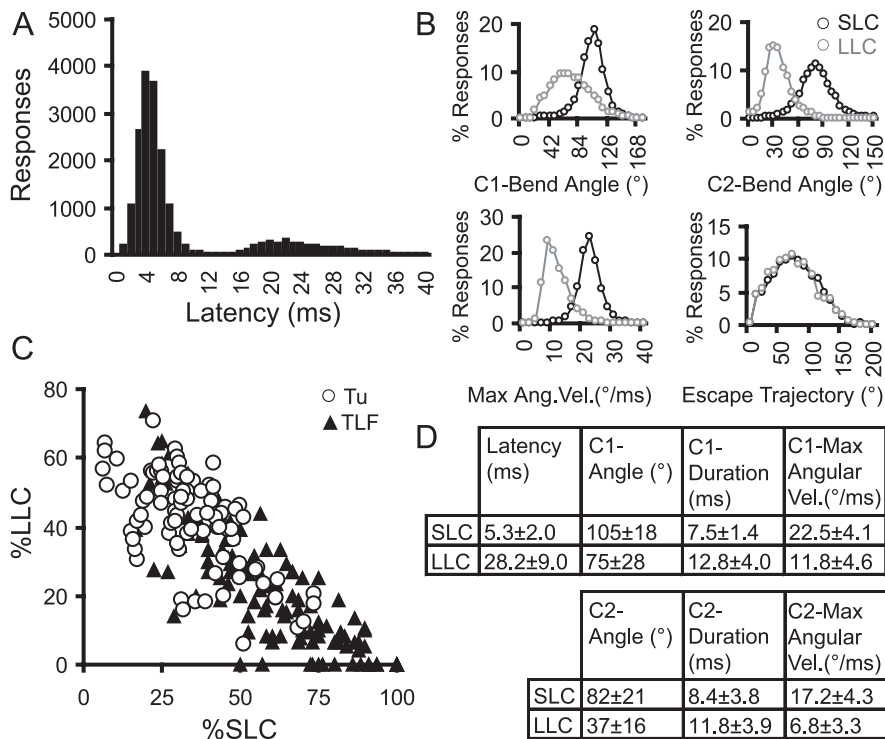 A
Responses
5000
4000
3000
2000
1000
0
0 4 8 12 16 20 24 28 32 36 40
Latency (ms)
B
SLC
LLC
% Responses
20
10
0
0 42 84 126 168
C1-Bend Angle (°)
% Responses
20
10
0
0 30 60 90 120 150
C2-Bend Angle (°)
% Responses
30
20
10
0
0 10 20 30 40
Max Ang.Vel.(°/ms)
% Responses
15
10
5
0
0 50 100 150 200
Escape Trajectory (°)
C
%LLC
80
60
40
20
0
0 25 50 75 100
%SLC
Tu
TLF
D
Latency (ms) C1-Angle (°) C1-Duration (ms) C1-Max Angular Vel.(°/ms)
SLC 5.3±2.0 105±18 7.5±1.4 22.5±4.1
LLC 28.2±9.0 75±28 12.8±4.0 11.8±4.6
C2-Angle (°) C2-Duration (ms) C2-Max Angular Vel.(°/ms)
SLC 82±21 8.4±3.8 17.2±4.3
LLC 37±16 11.8±3.9 6.8±3.3